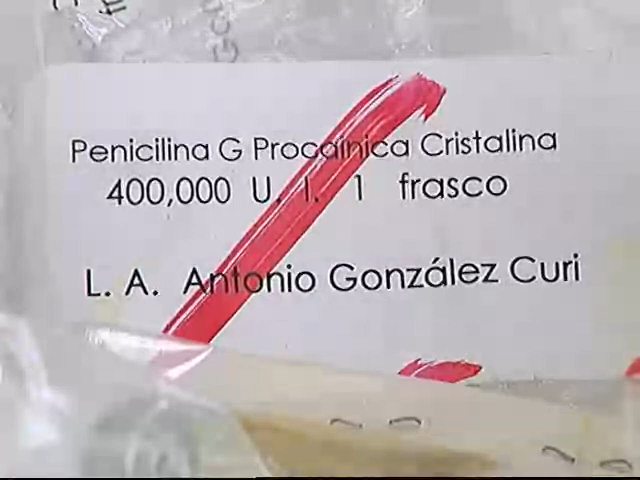 Penicilina G Procaínica Cristalina
400,000 U. I. 1 frasco
L. A. Antonio González Curi